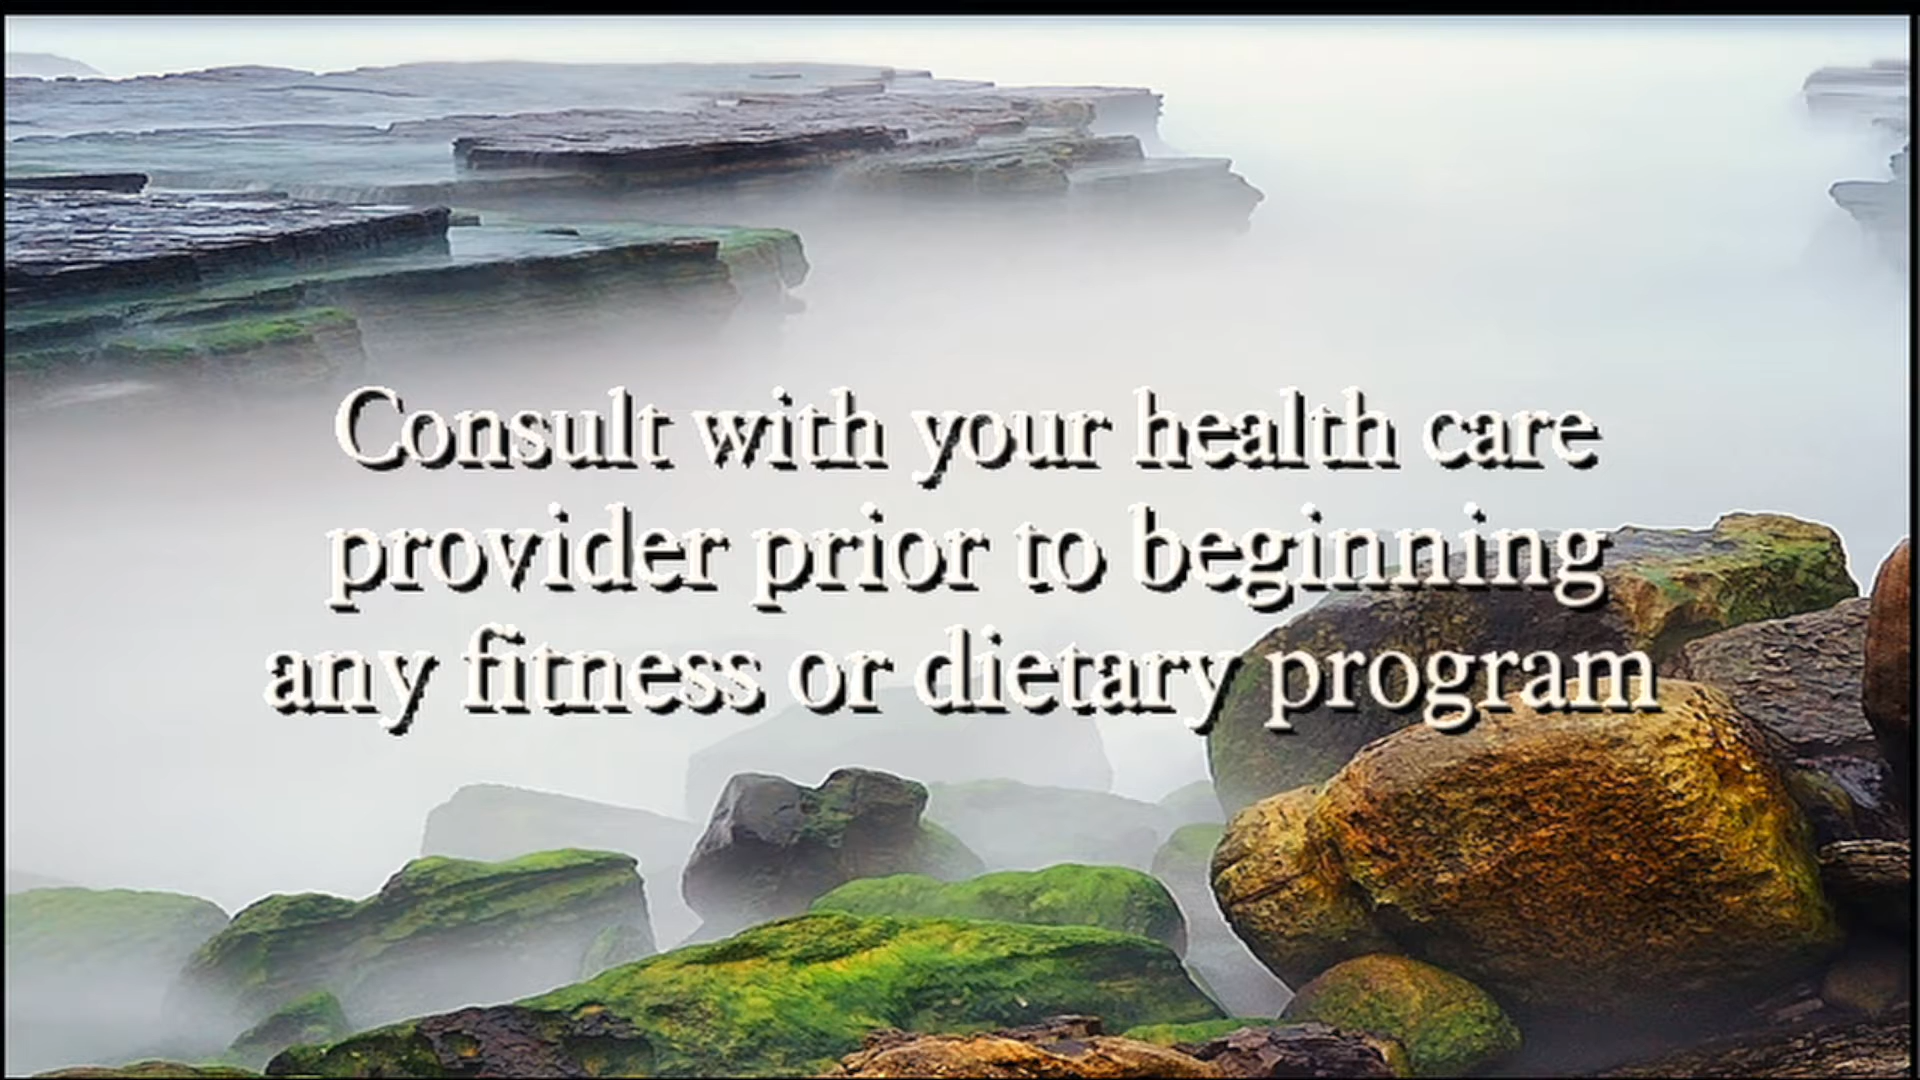 Consult with your health care
provider prior to beginning
any fitness or dietary program